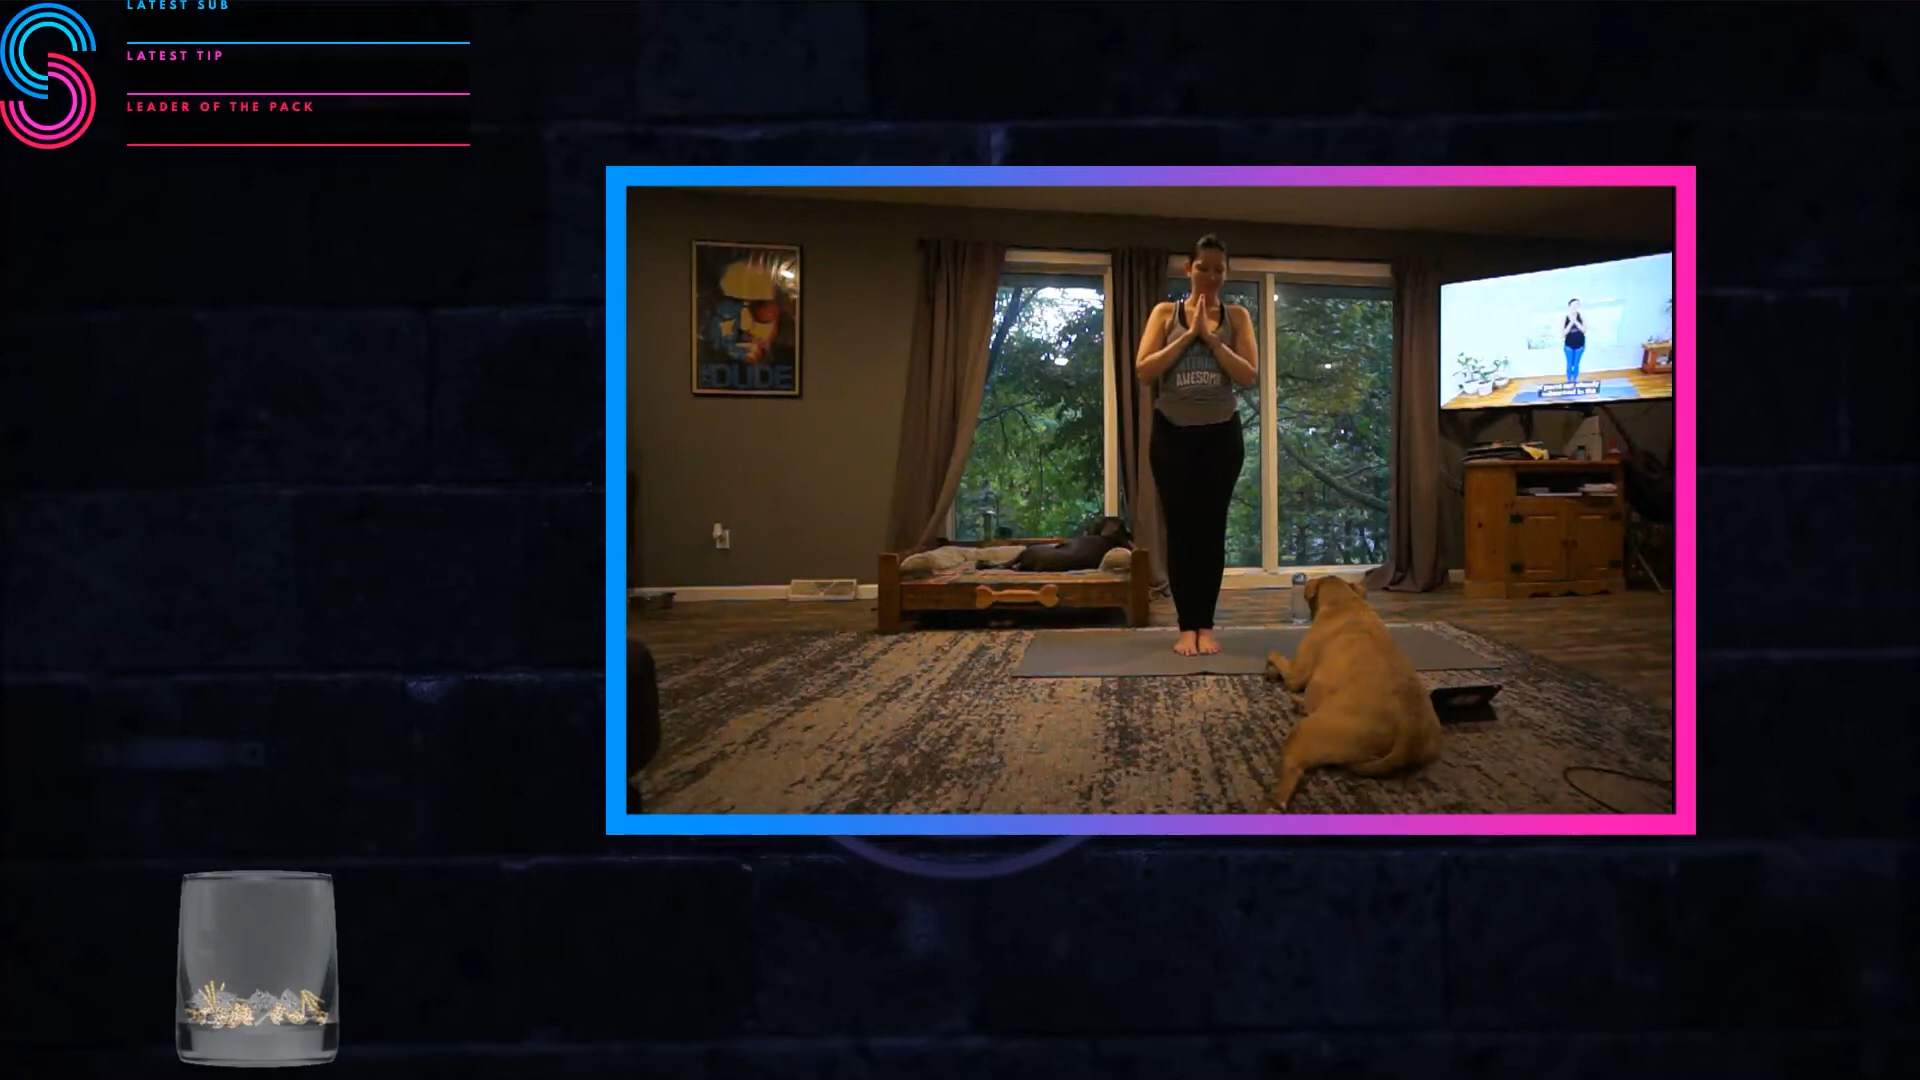 LATEST SUB
LATEST TIP
LEADER OF THE PACK
DUDE
AWESOME